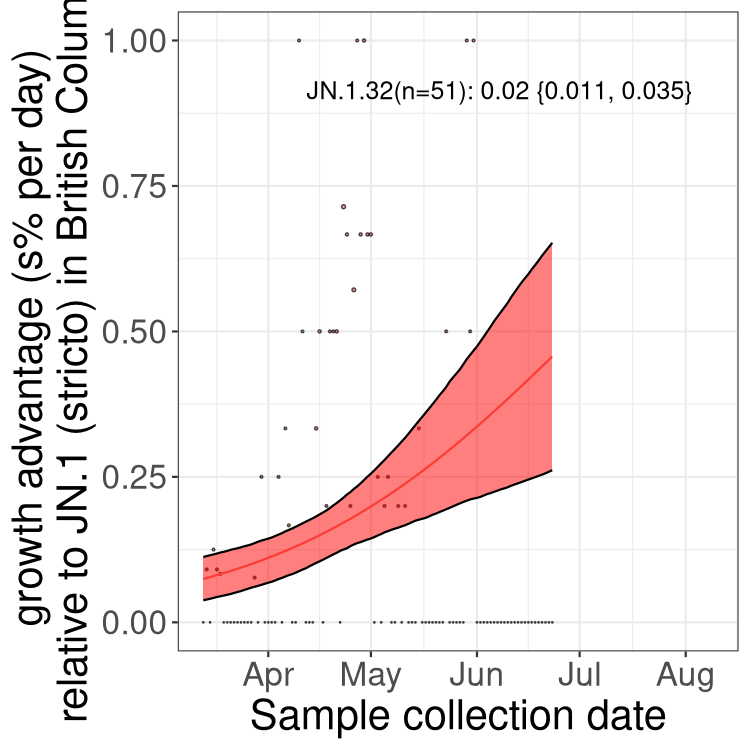 growth advantage (s% per day)
relative to JN.1 (stricto) in British Colum
1.00
0.75
0.50
0.25
0.00
JN.1.32(n=51): 0.02 {0.011, 0.035}
Apr May Jun Jul Aug
Sample collection date